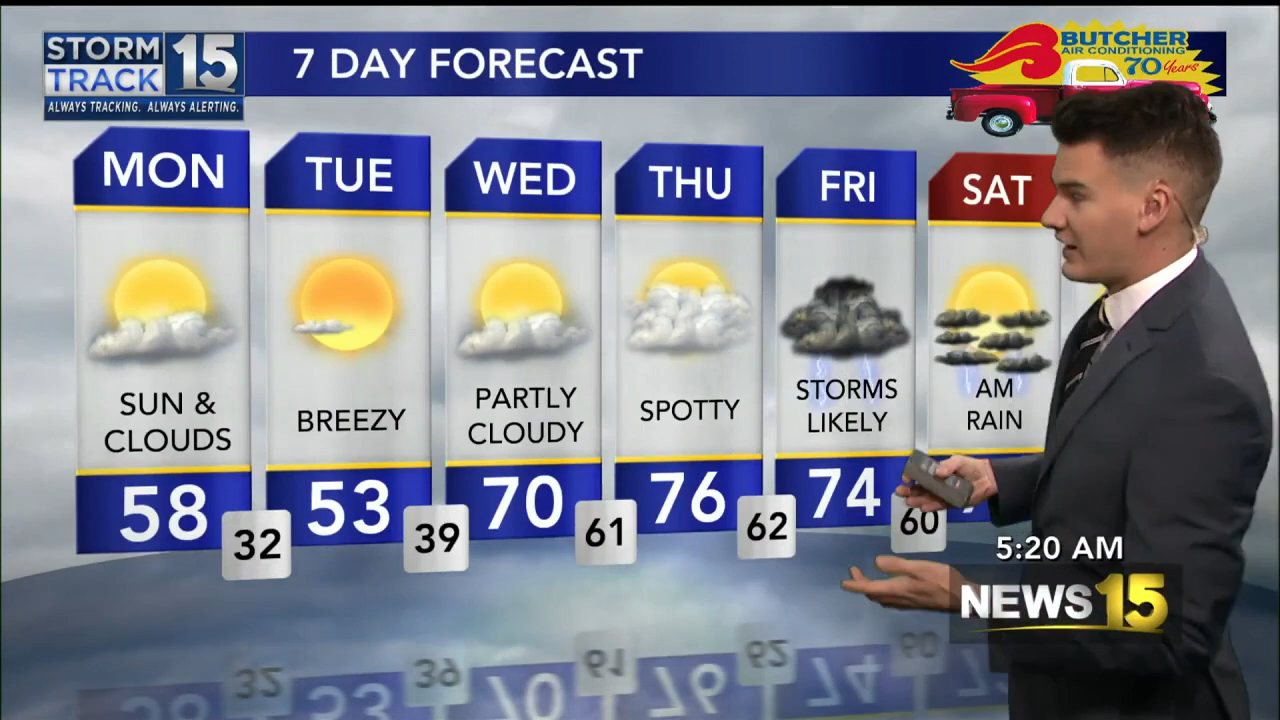 STORM
TRACK
15
ALWAYS TRACKING. ALWAYS ALERTING.
7 DAY FORECAST
BUTCHER
AIR CONDITIONING
70 Years
MON
TUE
WED
THU
FRI
SAT
SUN &
CLOUDS
BREEZY
PARTLY
CLOUDY
SPOTTY
STORMS
LIKELY
AM
RAIN
58
53
70
76
74
32
39
61
62
60
5:20 AM
NEWS 15